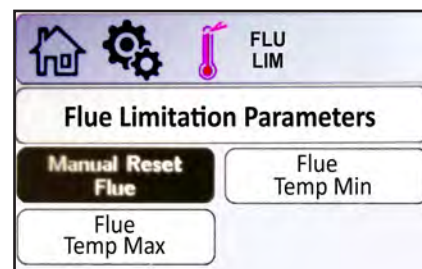 FLU
LIM
Flue Limitation Parameters
Manual Reset
Flue
Flue
Temp Min
Flue
Temp Max